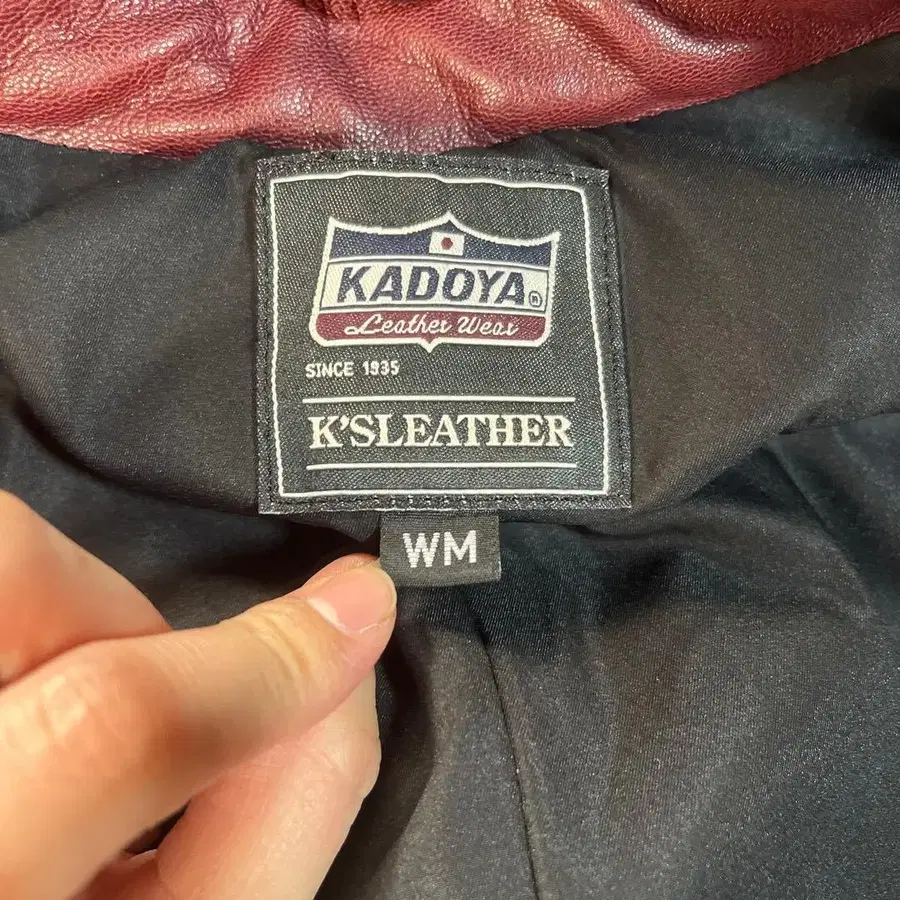 KADOYA®
Leather Wear
SINCE 1935
K'SLEATHER
WM